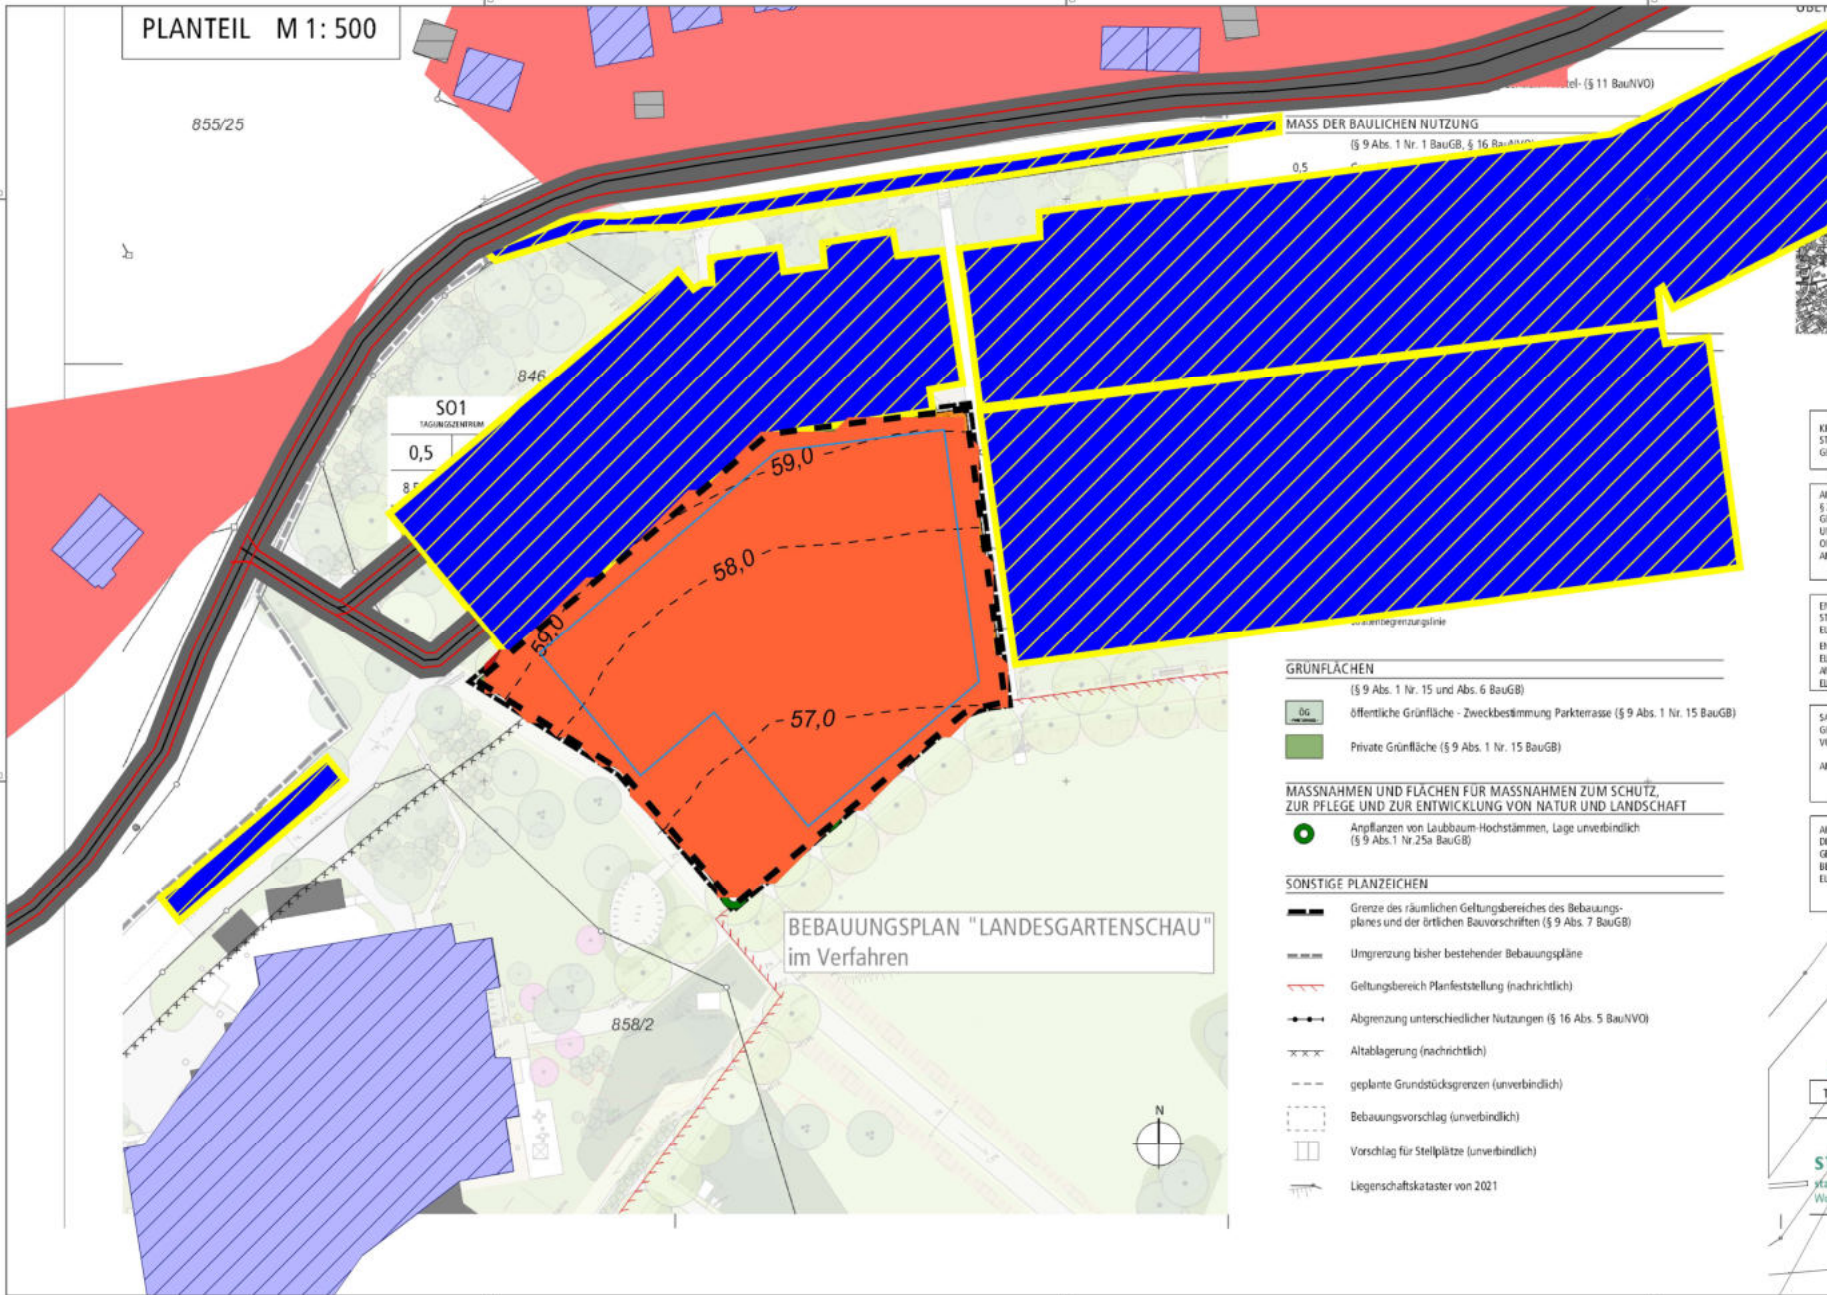 PLANTEIL M 1: 500
855/25
(§ 11 BauNVO)
MASS DER BAULICHEN NUTZUNG
(§ 9 Abs. 1 Nr. 1 BauGB, § 16
0,5
846
SO1
TAGUNGSZENTRUM
0,5
59,0
58,0
59,0
57,0
GRÜNFLÄCHEN
(§ 9 Abs. 1 Nr. 15 und Abs. 6 BauGB)
ÖG
öffentliche Grünfläche - Zweckbestimmung Parkterrasse (§ 9 Abs. 1 Nr. 15 BauGB)
Private Grünfläche (§ 9 Abs. 1 Nr. 15 BauGB)
MASSNAHMEN UND FLÄCHEN FÜR MASSNAHMEN ZUM SCHUTZ,
ZUR PFLEGE UND ZUR ENTWICKLUNG VON NATUR UND LANDSCHAFT
Anpflanzen von Laubbaum-Hochstämmen, Lage unverbindlich
(§ 9 Abs.1 Nr.25a BauGB)
SONSTIGE PLANZEICHEN
Grenze des räumlichen Geltungsbereiches des Bebauungs-
planes und der örtlichen Bauvorschriften (§ 9 Abs. 7 BauGB)
Umgrenzung bisher bestehender Bebauungspläne
Geltungsbereich Planfeststellung (nachrichtlich)
Abgrenzung unterschiedlicher Nutzungen (§ 16 Abs. 5 BauNVO)
Altablagerung (nachrichtlich)
geplante Grundstücksgrenzen (unverbindlich)
Bebauungsvorschlag (unverbindlich)
Vorschlag für Stellplätze (unverbindlich)
Liegenschaftskataster von 2021
BEBAUUNGSPLAN "LANDESGARTENSCHAU"
im Verfahren
858/2
N